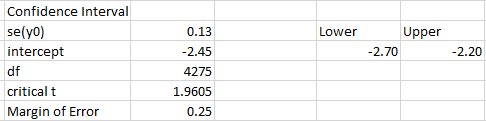 Confidence Interval
se(y0) 0.13 Lower Upper
intercept -2.45 -2.70 -2.20
df 4275
critical t 1.9605
Margin of Error 0.25